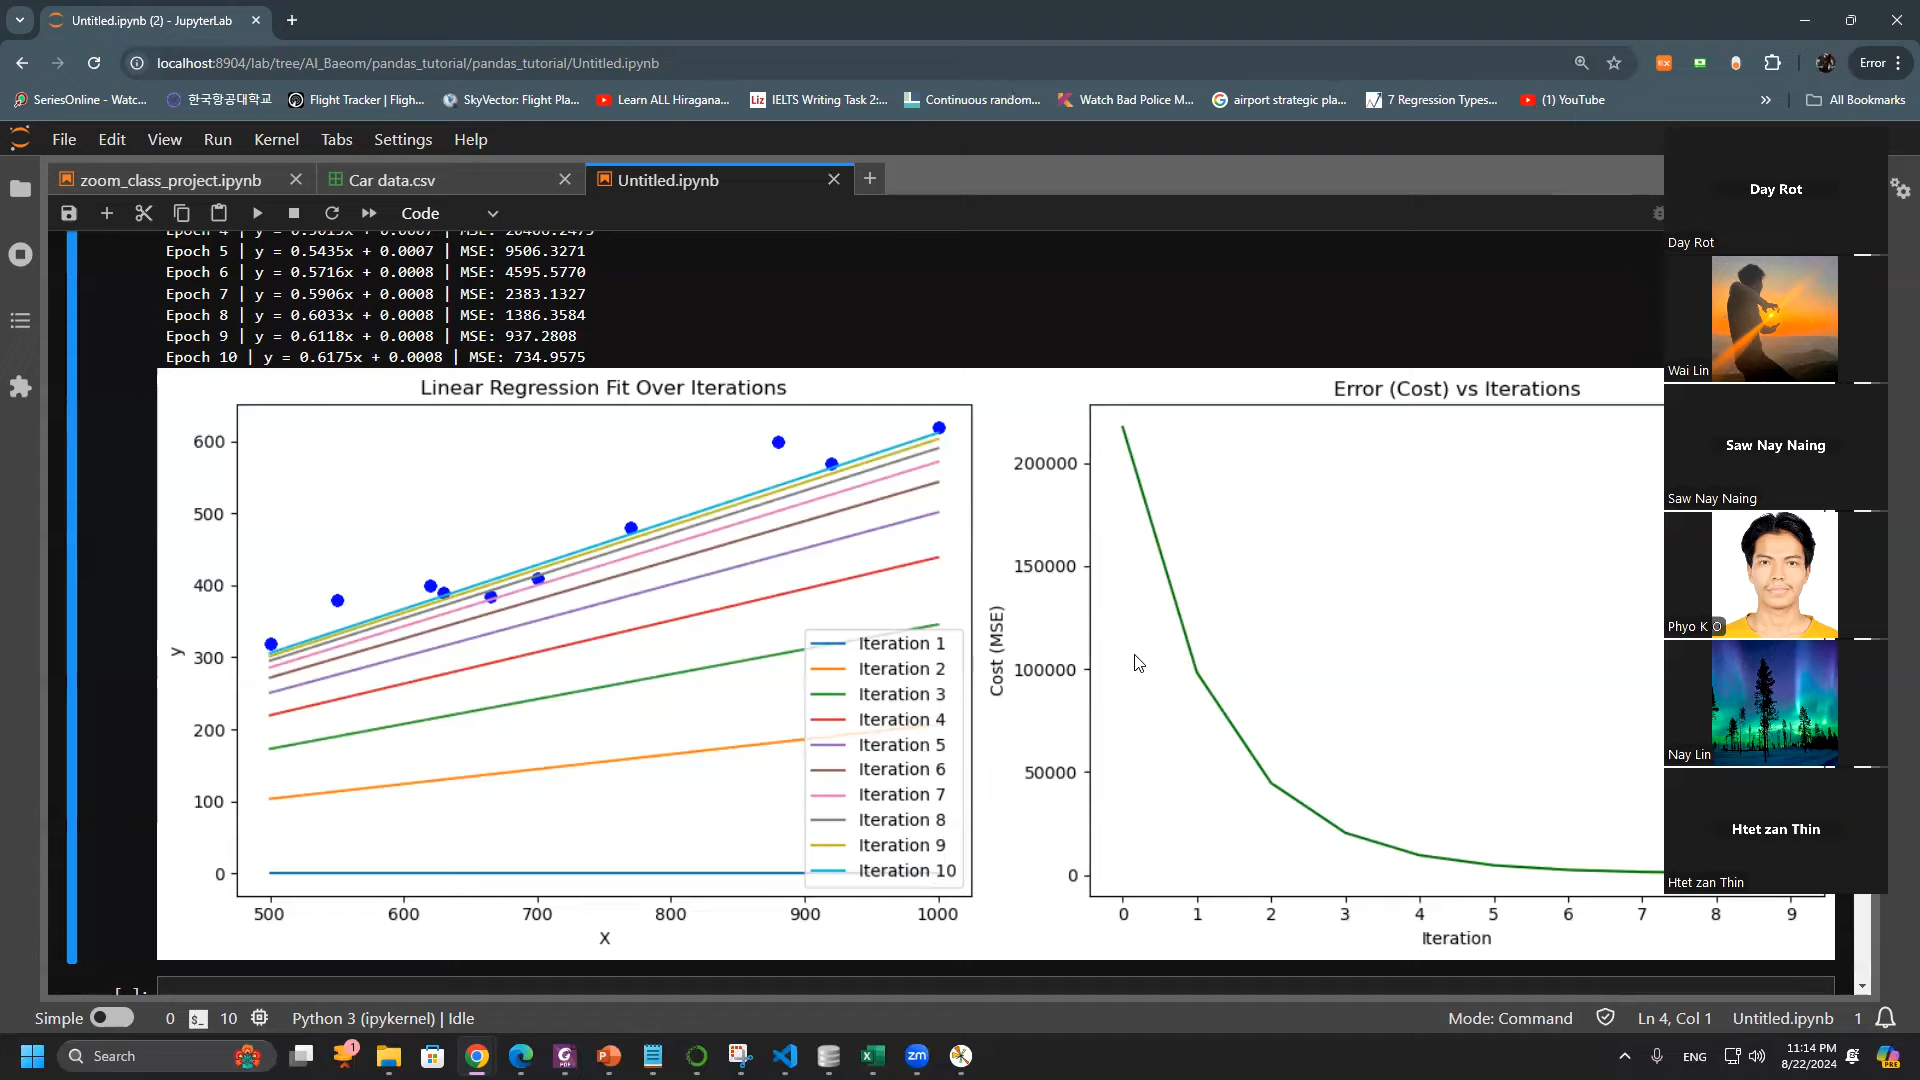 Untitled.ipynb (2) - JupyterLab
localhost:8904/lab/tree/AI_Baeom/pandas_tutorial/pandas_tutorial/Untitled.ipynb
Error
SeriesOnline - Watc...
한국항공대학교
Flight Tracker | Fligh...
SkyVector: Flight Pla...
Learn ALL Hiragana...
Liz
IELTS Writing Task 2:...
Continuous random...
Watch Bad Police M...
airport strategic pla...
7 Regression Types...
(1) YouTube
All Bookmarks
File
Edit
View
Run
Kernel
Tabs
Settings
Help
zoom_class_project.ipynb
Car data.csv
Untitled.ipynb
Code
Epoch 5 | y = 0.5435x + 0.0007 | MSE: 9506.3271
Epoch 6 | y = 0.5716x + 0.0008 | MSE: 4595.5770
Epoch 7 | y = 0.5906x + 0.0008 | MSE: 2383.1327
Epoch 8 | y = 0.6033x + 0.0008 | MSE: 1386.3584
Epoch 9 | y = 0.6118x + 0.0008 | MSE: 937.2808
Epoch 10 | y = 0.6175x + 0.0008 | MSE: 734.9575
Linear Regression Fit Over Iterations
600
500
400
300
200
100
0
y
500
600
700
800
900
1000
X
Iteration 1
Iteration 2
Iteration 3
Iteration 4
Iteration 5
Iteration 6
Iteration 7
Iteration 8
Iteration 9
Iteration 10
Error (Cost) vs Iterations
200000
150000
100000
50000
0
Cost (MSE)
0
1
2
3
4
5
6
7
8
9
Iteration
Day Rot
Day Rot
Wai Lin
Saw Nay Naing
Saw Nay Naing
Phyo K
Nay Lin
Htet zan Thin
Htet zan Thin
[ ]:
Simple
0
10
Python 3 (ipykernel) | Idle
Mode: Command
Ln 4, Col 1
Untitled.ipynb
1
Search
1
zm
ENG
11:14 PM
8/22/2024
PRE